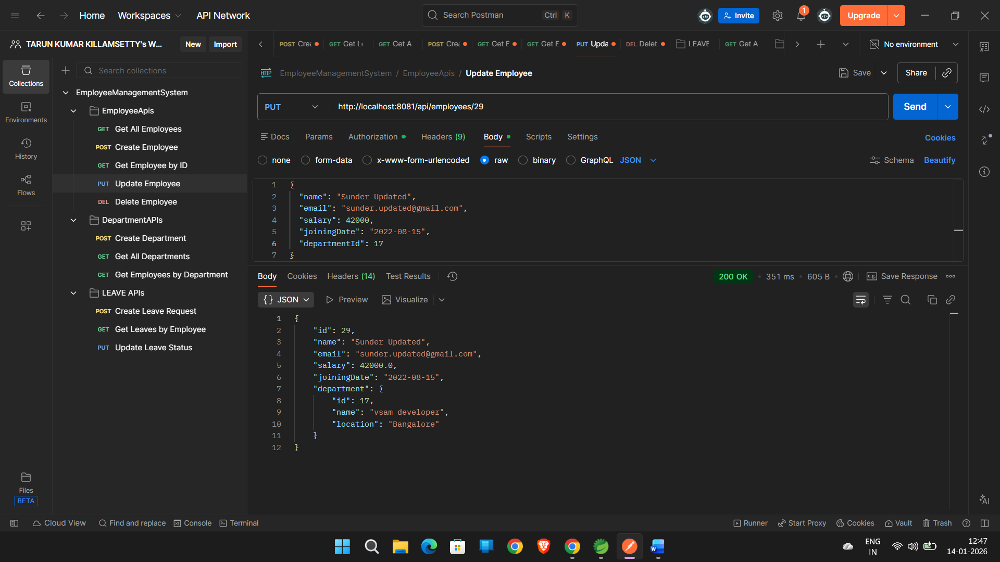 Home
Workspaces
API Network
Search Postman
Ctrl K
Invite
1
Upgrade
TARUN KUMAR KILLAMSETTY's W...
New
Import
POST Crea
GET Get L
GET Get A
POST Crea
GET Get E
GET Get E
PUT Upda
DEL Delet
LEAVE
GET Get A
No environment
Collections
Environments
History
Flows
Files
BETA
Search collections
EmployeeManagementSystem
EmployeeApis
GET Get All Employees
POST Create Employee
GET Get Employee by ID
PUT Update Employee
DEL Delete Employee
DepartmentAPIs
POST Create Department
GET Get All Departments
GET Get Employees by Department
LEAVE APIs
POST Create Leave Request
GET Get Leaves by Employee
PUT Update Leave Status
HTTP EmployeeManagementSystem / EmployeeApis / Update Employee
Save
Share
PUT
http://localhost:8081/api/employees/29
Send
Docs
Params
Authorization
Headers (9)
Body
Scripts
Settings
Cookies
none
form-data
x-www-form-urlencoded
raw
binary
GraphQL
JSON
Schema
Beautify
1 {
2 "name": "Sunder Updated",
3 "email": "sunder.updated@gmail.com",
4 "salary": 42000,
5 "joiningDate": "2022-08-15",
6 "departmentId": 17
7 }
Body
Cookies
Headers (14)
Test Results
200 OK
351 ms
605 B
e.g. Save Response
{} JSON
Preview
Visualize
1 {
2 "id": 29,
3 "name": "Sunder Updated",
4 "email": "sunder.updated@gmail.com",
5 "salary": 42000.0,
6 "joiningDate": "2022-08-15",
7 "department": {
8 "id": 17,
9 "name": "vsam developer",
10 "location": "Bangalore"
11 }
12 }
AI
Cloud View
Find and replace
Console
Terminal
Runner
Start Proxy
Cookies
Vault
Trash
W
ENG
IN
12:47
14-01-2026